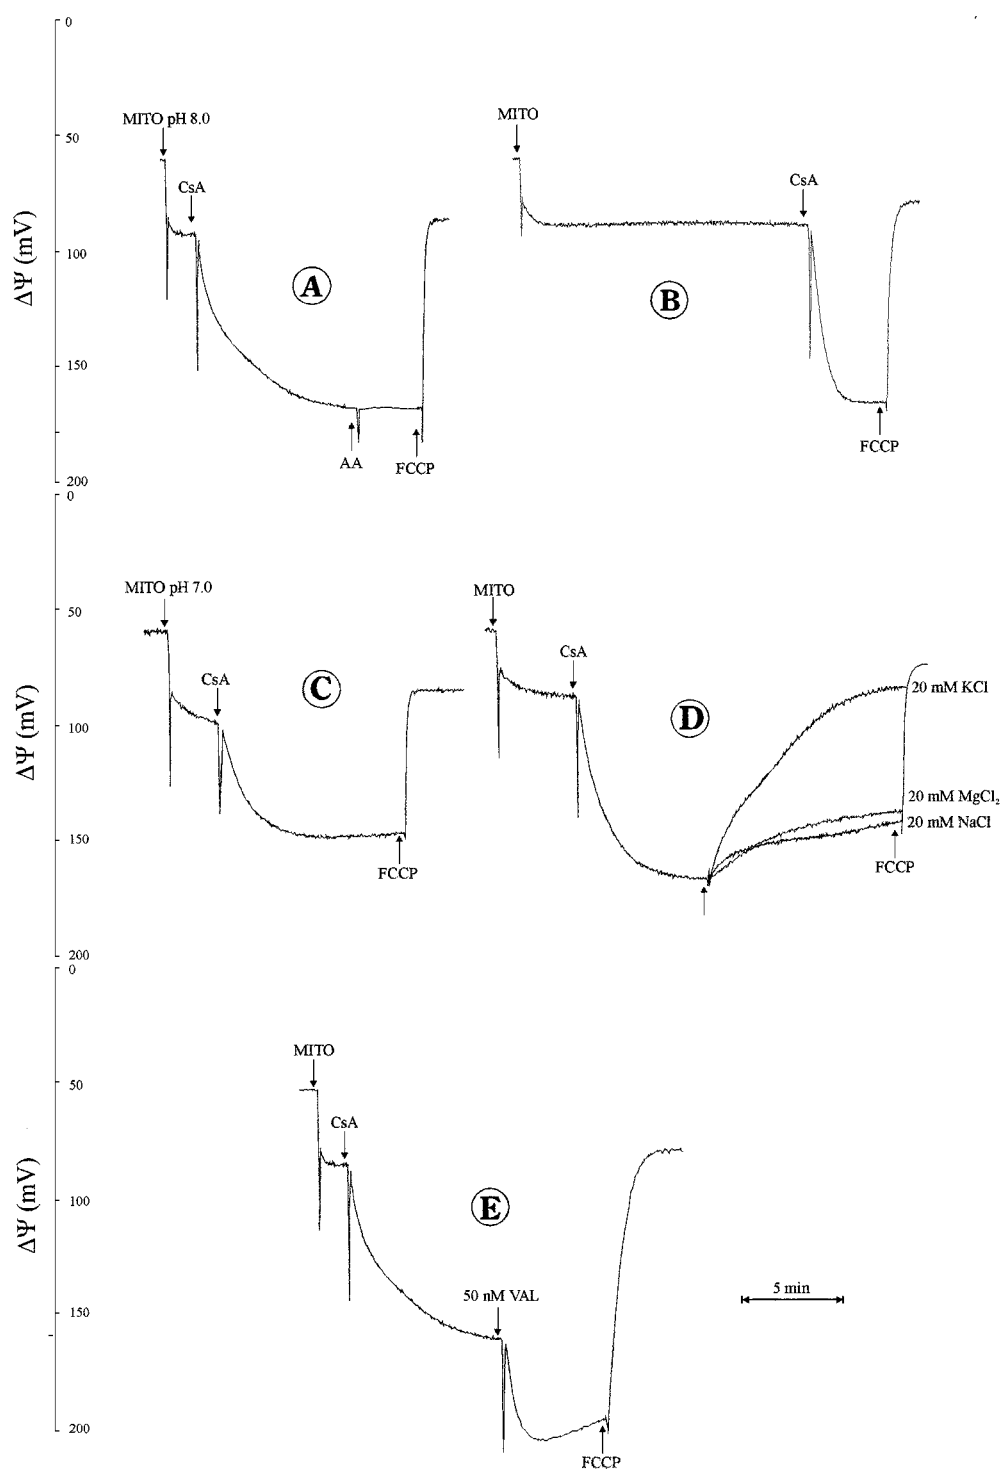 0
50
100
150
200
ΔΨ (mV)
MITO pH 8.0
CsA
A
AA
FCCP
MITO
CsA
B
FCCP
0
50
100
150
200
ΔΨ (mV)
MITO pH 7.0
CsA
C
FCCP
MITO
CsA
D
20 mM KCl
20 mM MgCl₂
20 mM NaCl
FCCP
0
50
100
150
200
ΔΨ (mV)
MITO
CsA
E
50 nM VAL
FCCP
5 min